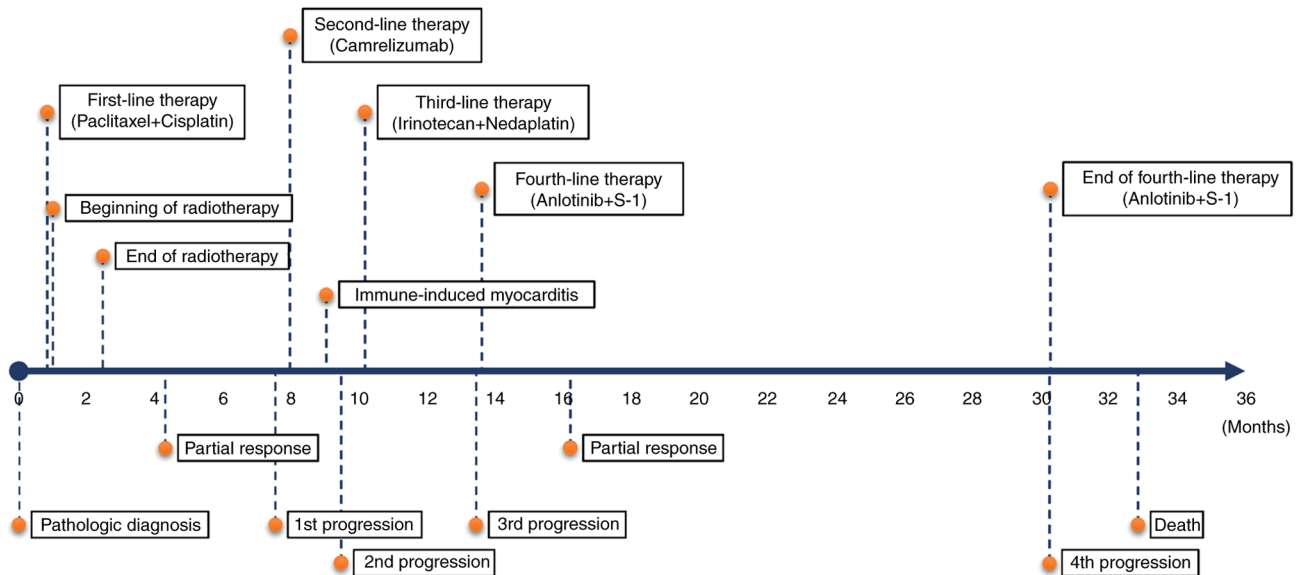 Second-line therapy
(Camrelizumab)
First-line therapy
(Paclitaxel+Cisplatin)
Third-line therapy
(Irinotecan+Nedaplatin)
Fourth-line therapy
(Anlotinib+S-1)
End of fourth-line therapy
(Anlotinib+S-1)
Beginning of radiotherapy
End of radiotherapy
Immune-induced myocarditis
0 2 4 6 8 10 12 14 16 18 20 22 24 26 28 30 32 34 36
(Months)
Partial response
Partial response
Pathologic diagnosis
1st progression
3rd progression
Death
2nd progression
4th progression